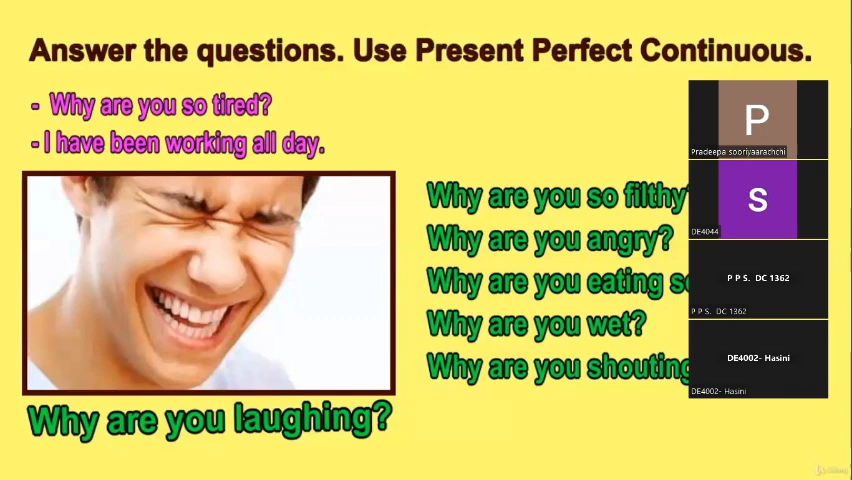 Answer the questions. Use Present Perfect Continuous.
- Why are you so tired?
- I have been working all day.
Why are you so filthy?
Why are you angry?
Why are you eating
Why are you wet?
Why are you shouting
Why are you laughing?
P
Pradeepa sooriyaarachchi
S
DE4044
P P S. DC 1362
P P S. DC 1362
DE4002- Hasini
DE4002- Hasini